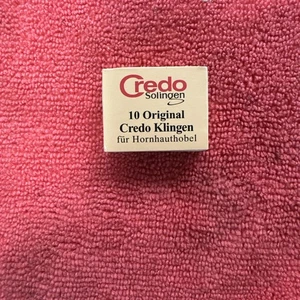 Credo
Solingen
10 Original
Credo Klingen
für Hornhauthobel